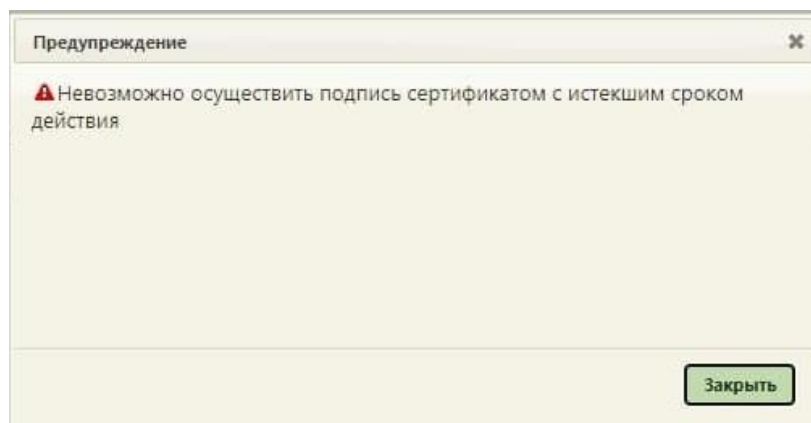 Предупреждение
Невозможно осуществить подпись сертификатом с истекшим сроком
действия
Закрыть